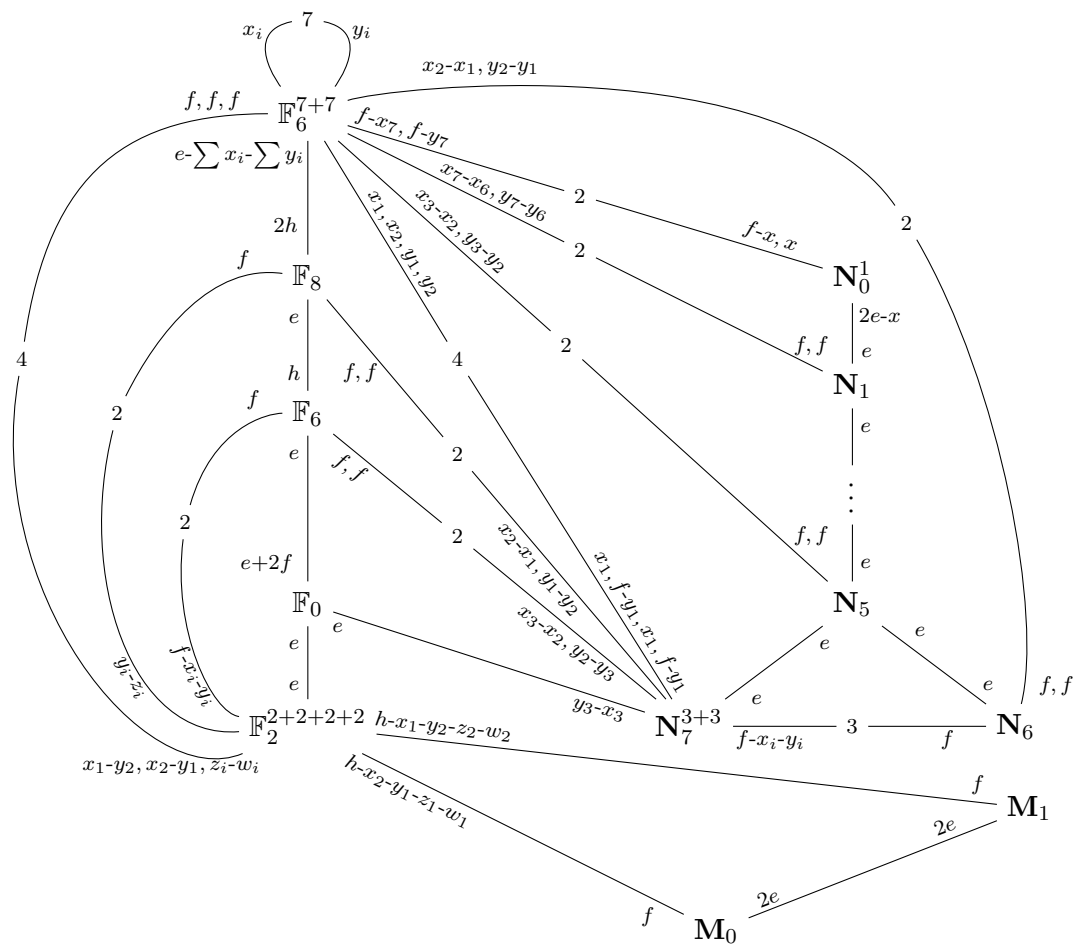 7
x_i y_i
x_2-x_1, y_2-y_1
f, f, f
𝔽_6^{7+7}
f-x_7, f-y_7
e-∑ x_i-∑ y_i
x_7-x_6, y_7-y_6
x_3-x_2, y_3-y_2
x_1, x_2, y_1, y_2
2
2
2h
f-x, x
2
f
𝔽_8
N_0^1
2e-x
e
4
2
4
f, f
e
h
f, f
N_1
f
2
𝔽_6
e
e
f, f
2
⋮
2
2
x_2-x_1, y_1-y_2
f, f
e+2f
x_1, f-y_1, x_1, f-y_1
e
𝔽_0
e
N_5
x_3-x_2, y_2-y_3
e
e
e
y_i-z_i
f-x_i-y_i
e
e
f, f
e
y_3-x_3
𝔽_2^{2+2+2+2}
h-x_1-y_2-z_2-w_2
N_7^{3+3}
f-x_i-y_i
3
f
N_6
x_1-y_2, x_2-y_1, z_i-w_i
h-x_2-y_1-z_1-w_1
f
M_1
2e
2e
f
M_0